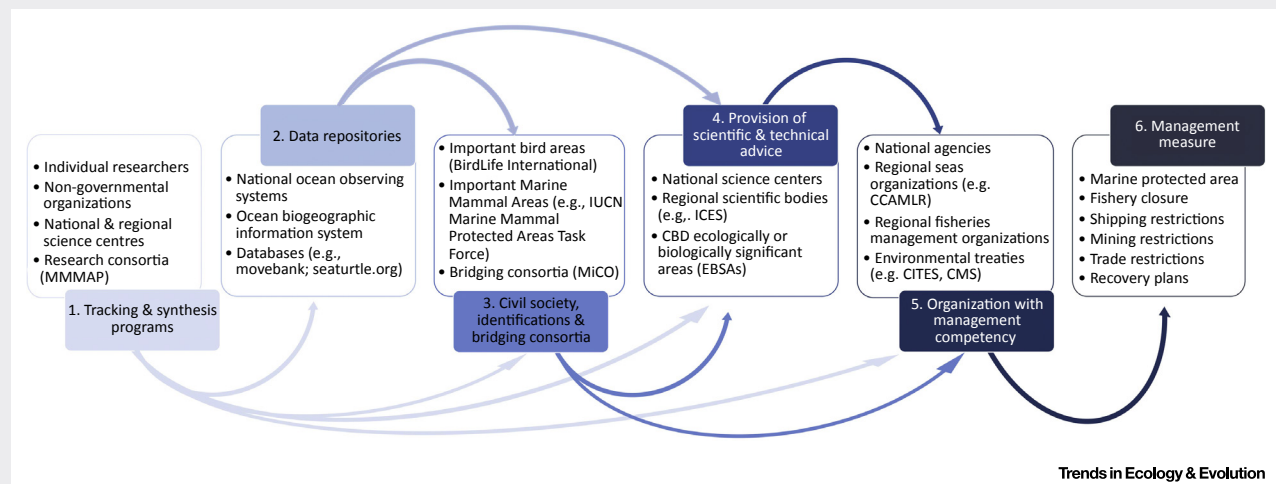 1. Tracking & synthesis
programs
• Individual researchers
• Non-governmental
organizations
• National & regional
science centres
• Research consortia
(MMMAP)
2. Data repositories
• National ocean observing
systems
• Ocean biogeographic
information system
• Databases (e.g.,
movebank; seaturtle.org)
3. Civil society,
identifications &
bridging consortia
• Important bird areas
(BirdLife International)
• Important Marine
Mammal Areas (e.g., IUCN
Marine Mammal
Protected Areas Task
Force)
• Bridging consortia (MiCO)
4. Provision of
scientific & technical
advice
• National science centers
• Regional scientific bodies
(e.g,. ICES)
• CBD ecologically or
biologically significant
areas (EBSAs)
5. Organization with
management
competency
• National agencies
• Regional seas
organizations (e.g.
CCAMLR)
• Regional fisheries
management organizations
• Environmental treaties
(e.g. CITES, CMS)
6. Management
measure
• Marine protected area
• Fishery closure
• Shipping restrictions
• Mining restrictions
• Trade restrictions
• Recovery plans
Trends in Ecology & Evolution